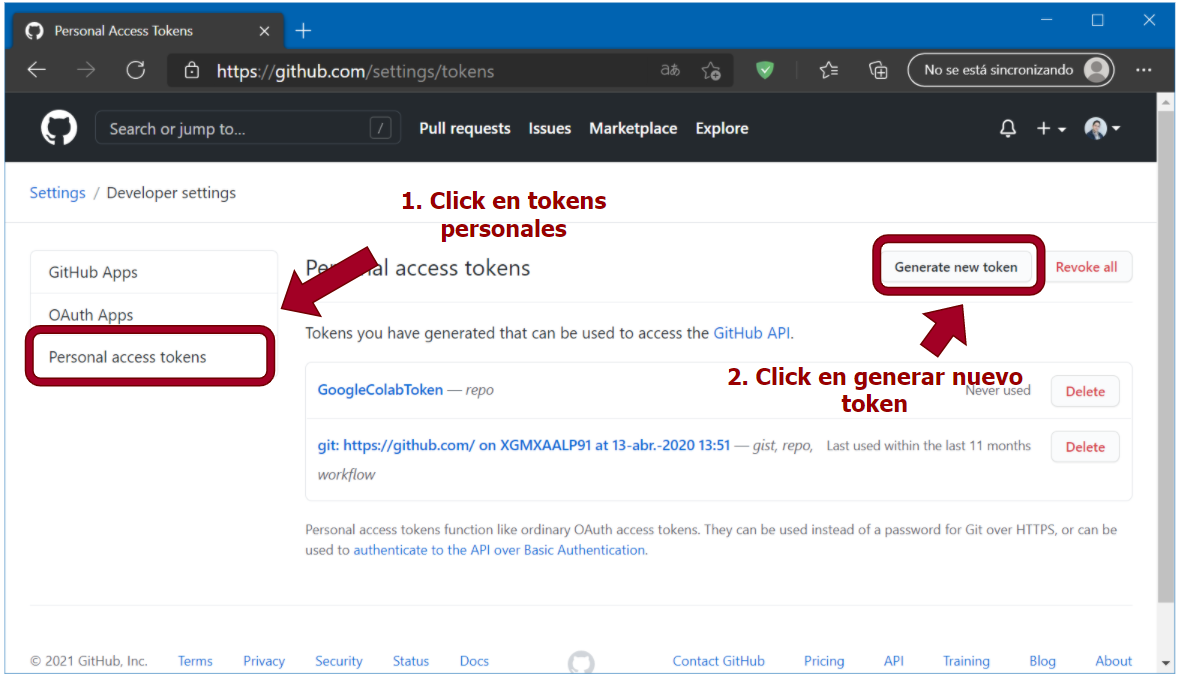 Personal Access Tokens
https://github.com/settings/tokens
aあ
No se está sincronizando
Search or jump to...
/
Pull requests Issues Marketplace Explore
Settings / Developer settings
1. Click en tokens
personales
GitHub Apps
OAuth Apps
Personal access tokens
Personal access tokens
Generate new token
Revoke all
Tokens you have generated that can be used to access the GitHub API.
2. Click en generar nuevo
token
GoogleColabToken — repo
Never used
Delete
git: https://github.com/ on XGMXAALP91 at 13-abr.-2020 13:51 — gist, repo,
workflow
Last used within the last 11 months
Delete
Personal access tokens function like ordinary OAuth access tokens. They can be used instead of a password for Git over HTTPS, or can be
used to authenticate to the API over Basic Authentication.
© 2021 GitHub, Inc. Terms Privacy Security Status Docs Contact GitHub Pricing API Training Blog About